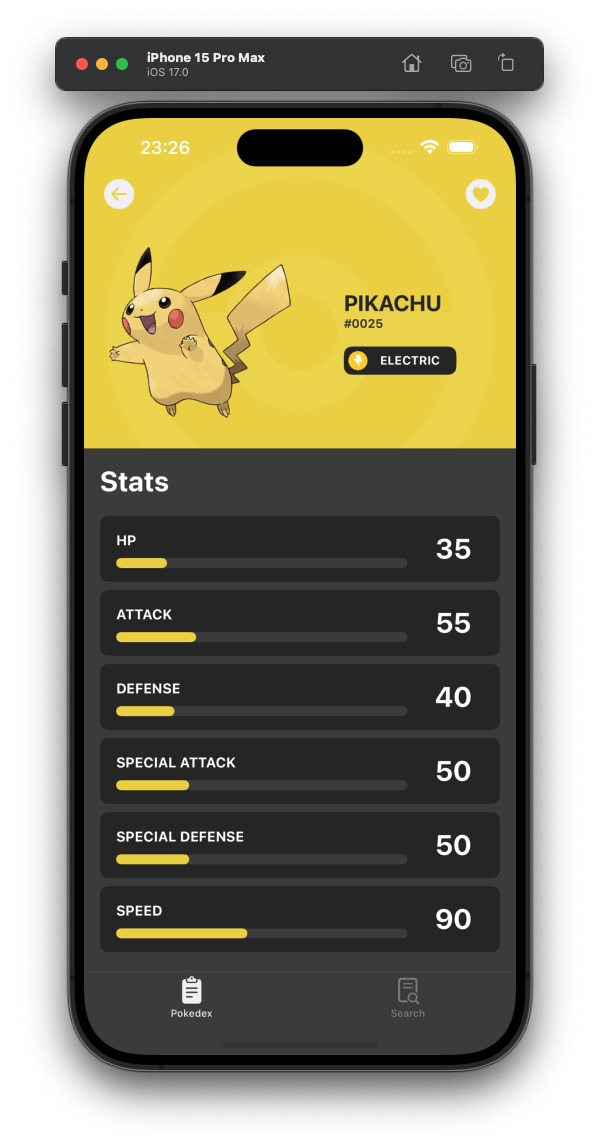 iPhone 15 Pro Max
iOS 17.0
23:26
PIKACHU
#0025
ELECTRIC
Stats
HP
35
ATTACK
55
DEFENSE
40
SPECIAL ATTACK
50
SPECIAL DEFENSE
50
SPEED
90
Pokedex
Search